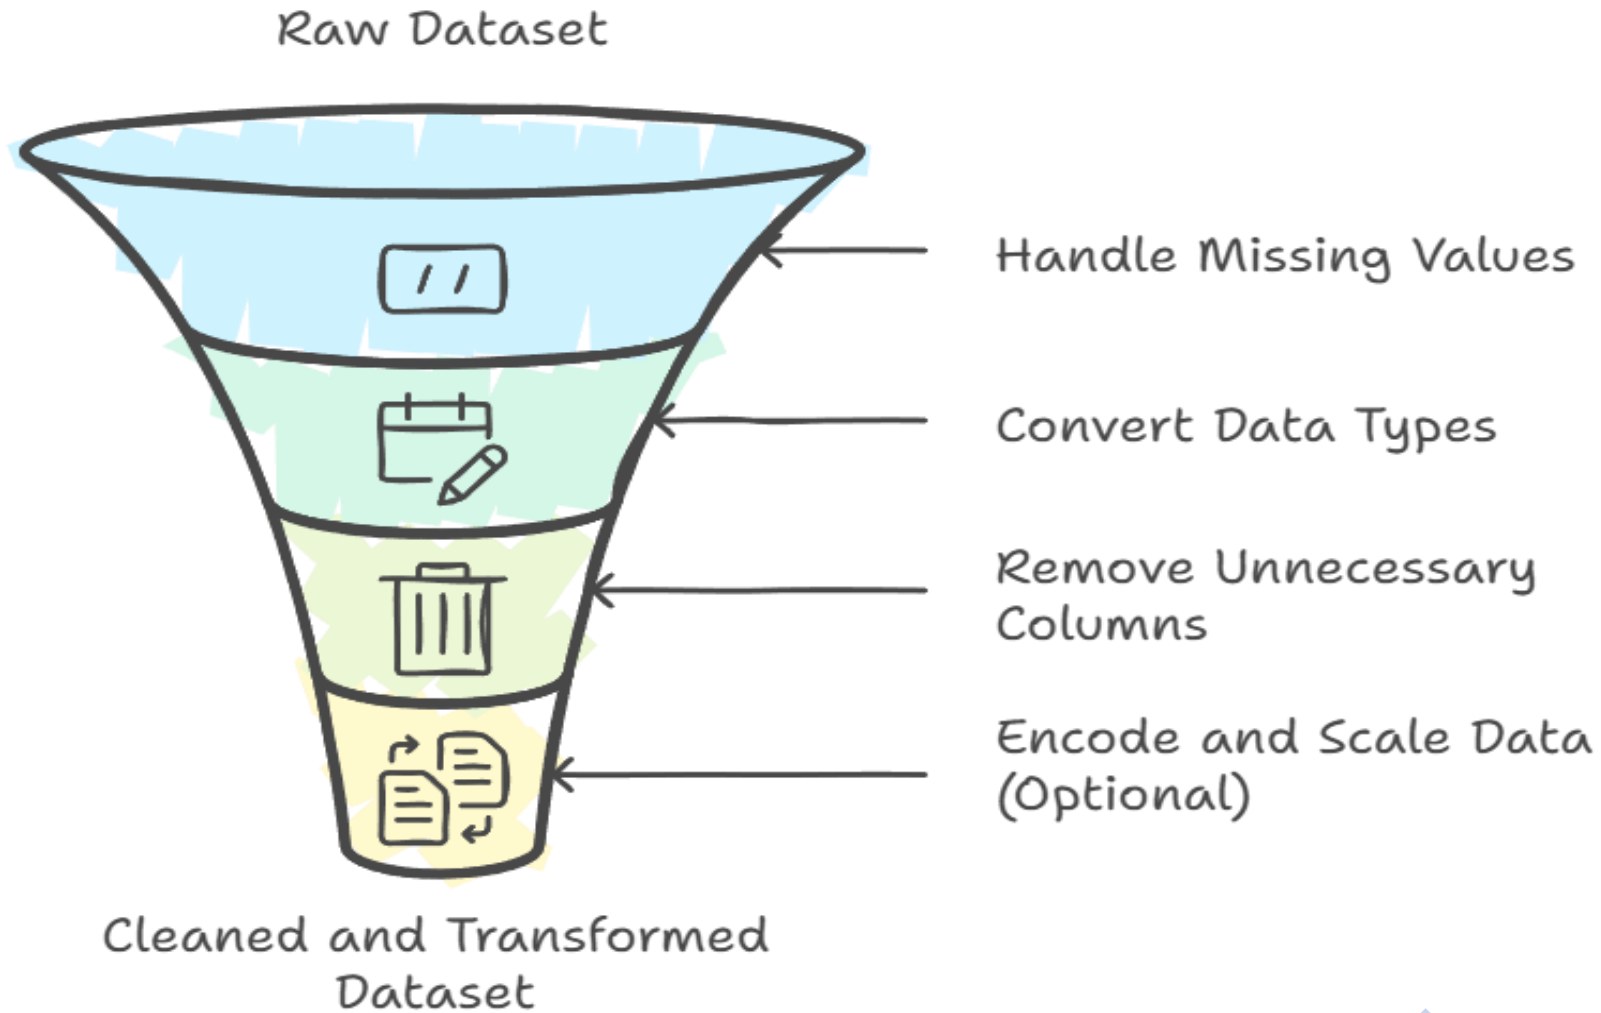 Raw Dataset
Handle Missing Values
Convert Data Types
Remove Unnecessary
Columns
Encode and Scale Data
(Optional)
Cleaned and Transformed
Dataset